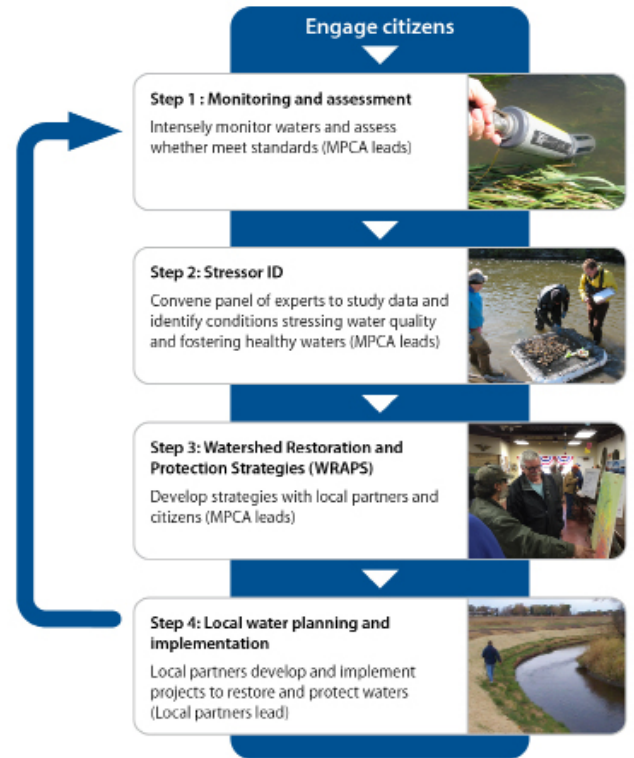 Engage citizens
Step 1 : Monitoring and assessment
Intensely monitor waters and assess
whether meet standards (MPCA leads)
Step 2: Stressor ID
Convene panel of experts to study data and
identify conditions stressing water quality
and fostering healthy waters (MPCA leads)
Step 3: Watershed Restoration and
Protection Strategies (WRAPS)
Develop strategies with local partners and
citizens (MPCA leads)
Step 4: Local water planning and
implementation
Local partners develop and implement
projects to restore and protect waters
(Local partners lead)